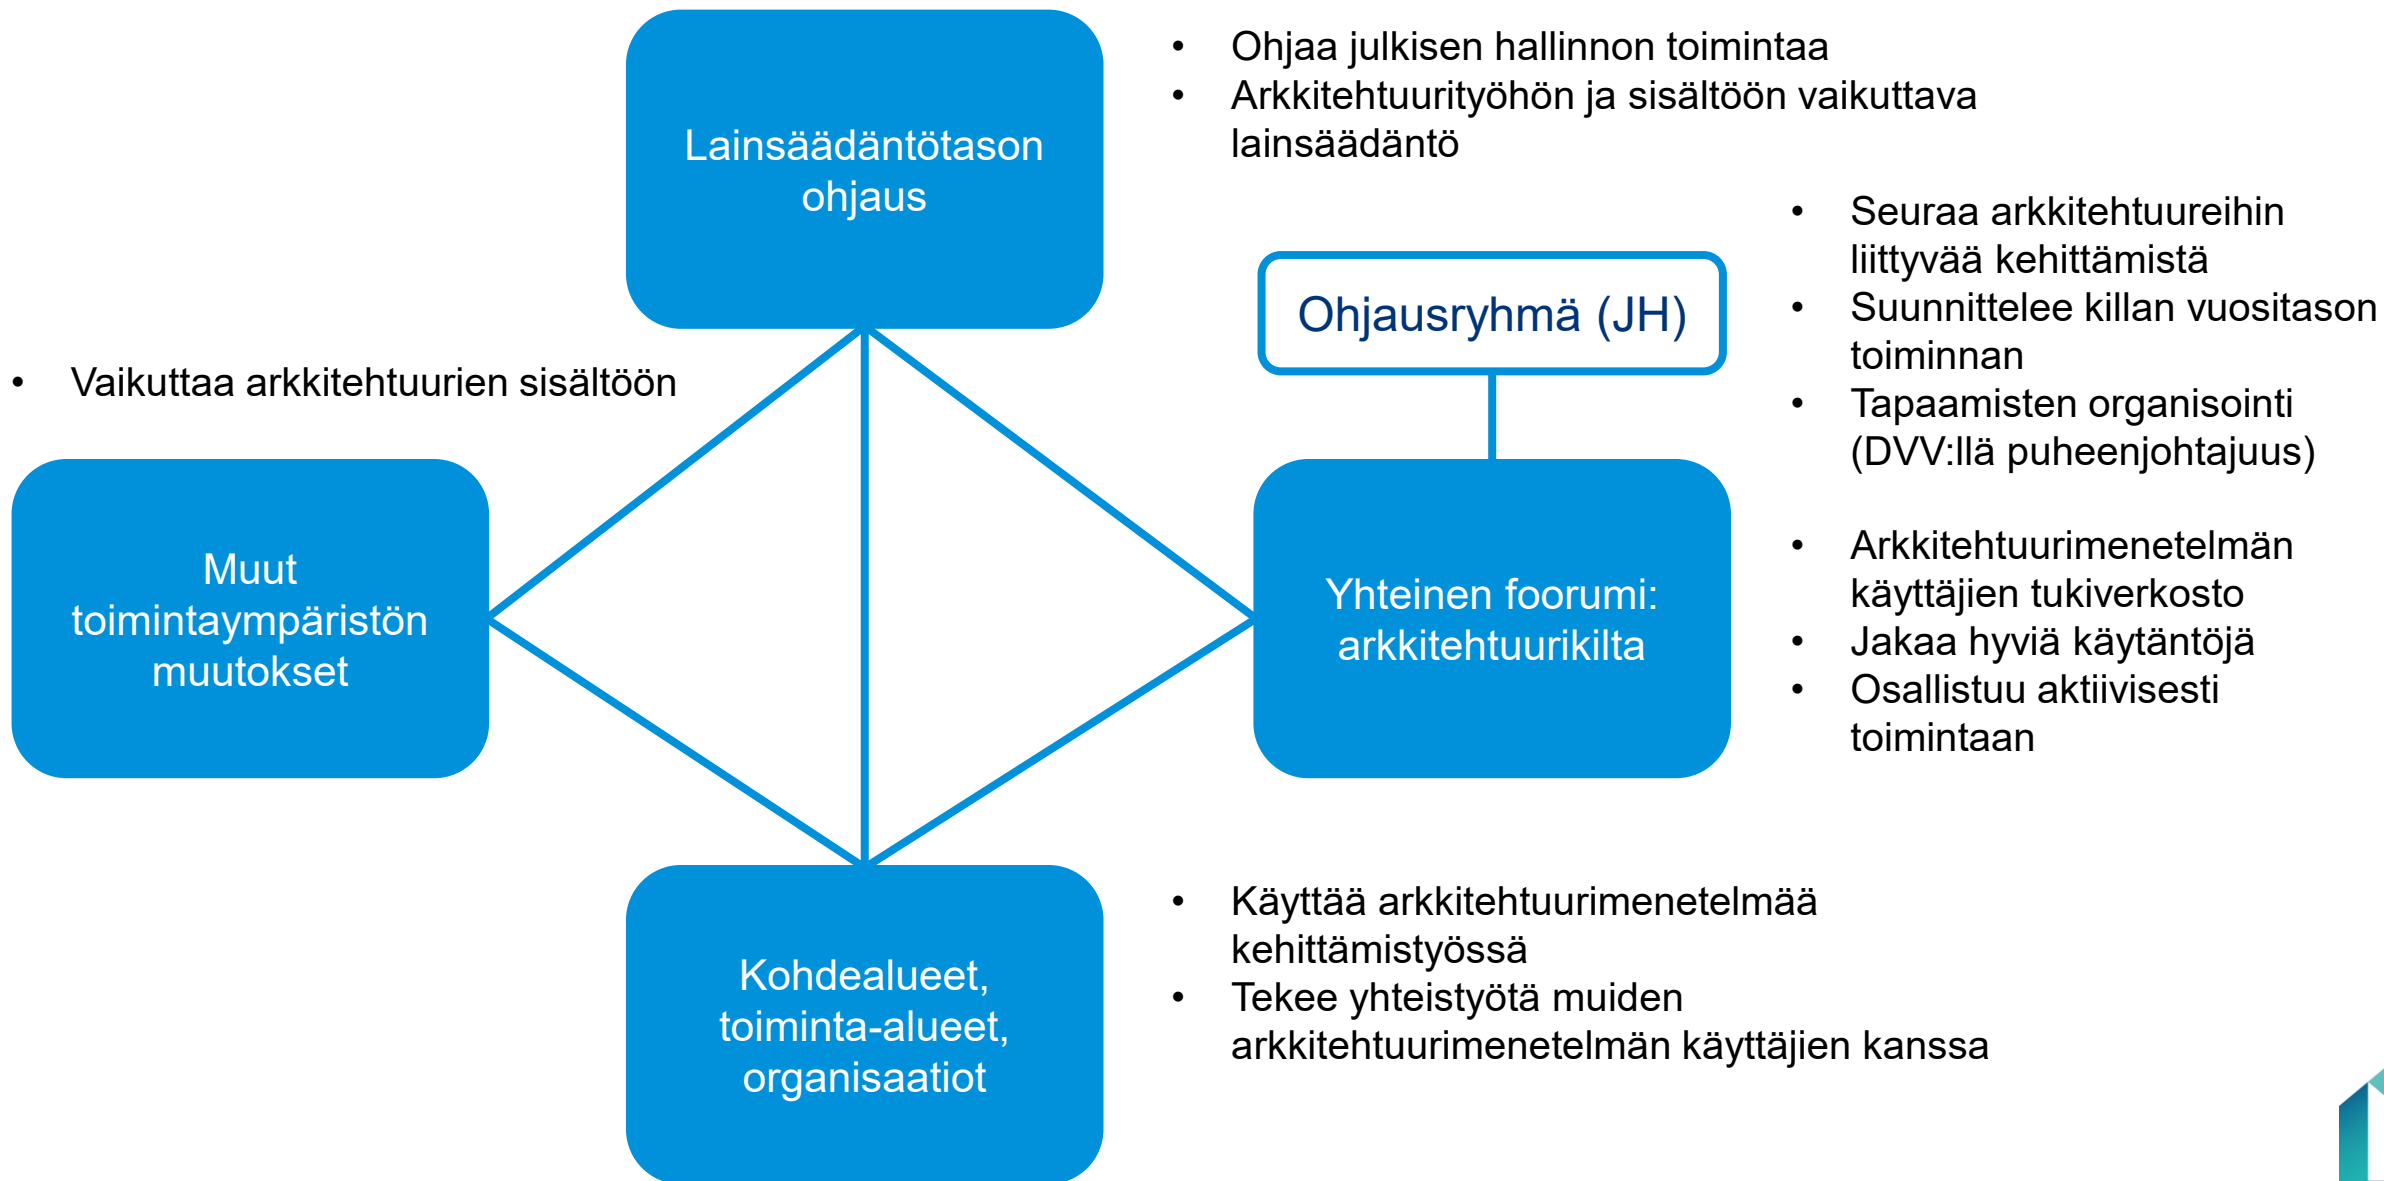 Lainsäädäntötason
ohjaus
• Ohjaa julkisen hallinnon toimintaa
• Arkkitehtuurityöhön ja sisältöön vaikuttava
lainsäädäntö
Ohjausryhmä (JH)
• Seuraa arkkitehtuureihin
liittyvää kehittämistä
• Suunnittelee killan vuositason
toiminnan
• Tapaamisten organisointi
(DVV:llä puheenjohtajuus)
• Vaikuttaa arkkitehtuurien sisältöön
Muut
toimintaympäristön
muutokset
Yhteinen foorumi:
arkkitehtuurikilta
• Arkkitehtuurimenetelmän
käyttäjien tukiverkosto
• Jakaa hyviä käytäntöjä
• Osallistuu aktiivisesti
toimintaan
Kohdealueet,
toiminta-alueet,
organisaatiot
• Käyttää arkkitehtuurimenetelmää
kehittämistyössä
• Tekee yhteistyötä muiden
arkkitehtuurimenetelmän käyttäjien kanssa